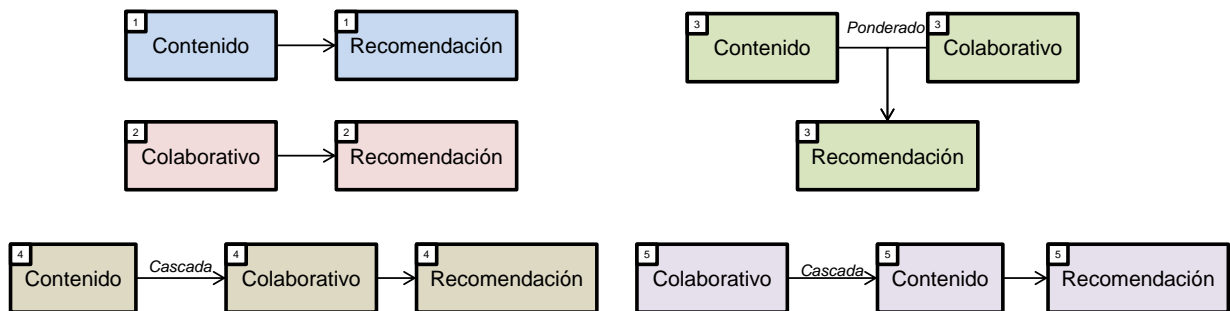 1
Contenido
1
Recomendación
3
Contenido
Ponderado
3
Colaborativo
2
Colaborativo
2
Recomendación
3
Recomendación
4
Contenido
Cascada
4
Colaborativo
4
Recomendación
5
Colaborativo
Cascada
5
Contenido
5
Recomendación